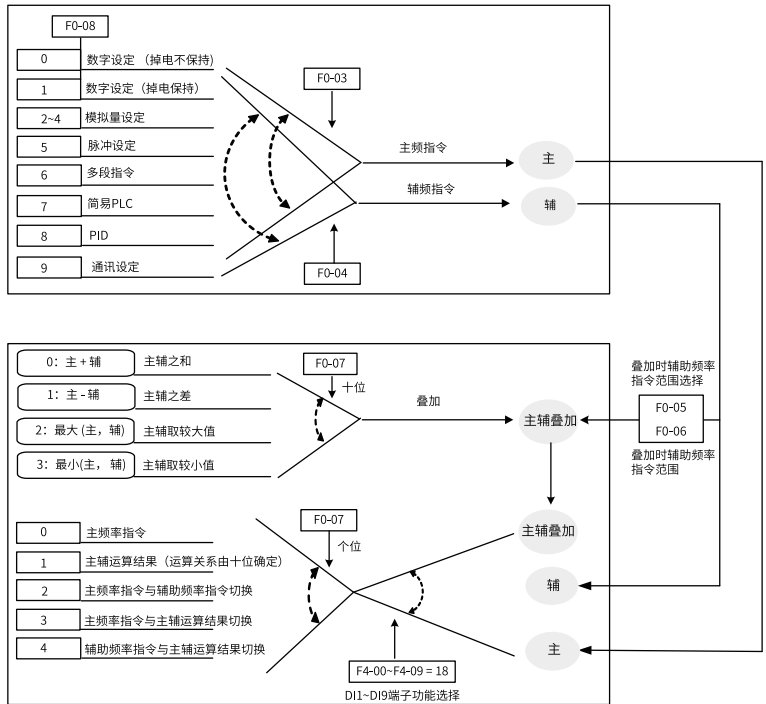 F0-08
0 数字设定 （掉电不保持)
1 数字设定（掉电保持）
2~4 模拟量设定
5 脉冲设定
6 多段指令
7 简易PLC
8 PID
9 通讯设定
F0-03
F0-04
主频指令
辅频指令
主
辅
0：主 + 辅 主辅之和
1：主 - 辅 主辅之差
2：最大 (主，辅) 主辅取较大值
3：最小(主， 辅) 主辅取较小值
F0-07
十位
叠加
主辅叠加
叠加时辅助频率
指令范围选择
F0-05
F0-06
叠加时辅助频率
指令范围
0 主频率指令
1 主辅运算结果（运算关系由十位确定）
2 主频率指令与辅助频率指令切换
3 主频率指令与主辅运算结果切换
4 辅助频率指令与主辅运算结果切换
F0-07
个位
主辅叠加
辅
主
F4-00~F4-09 = 18
DI1~DI9端子功能选择